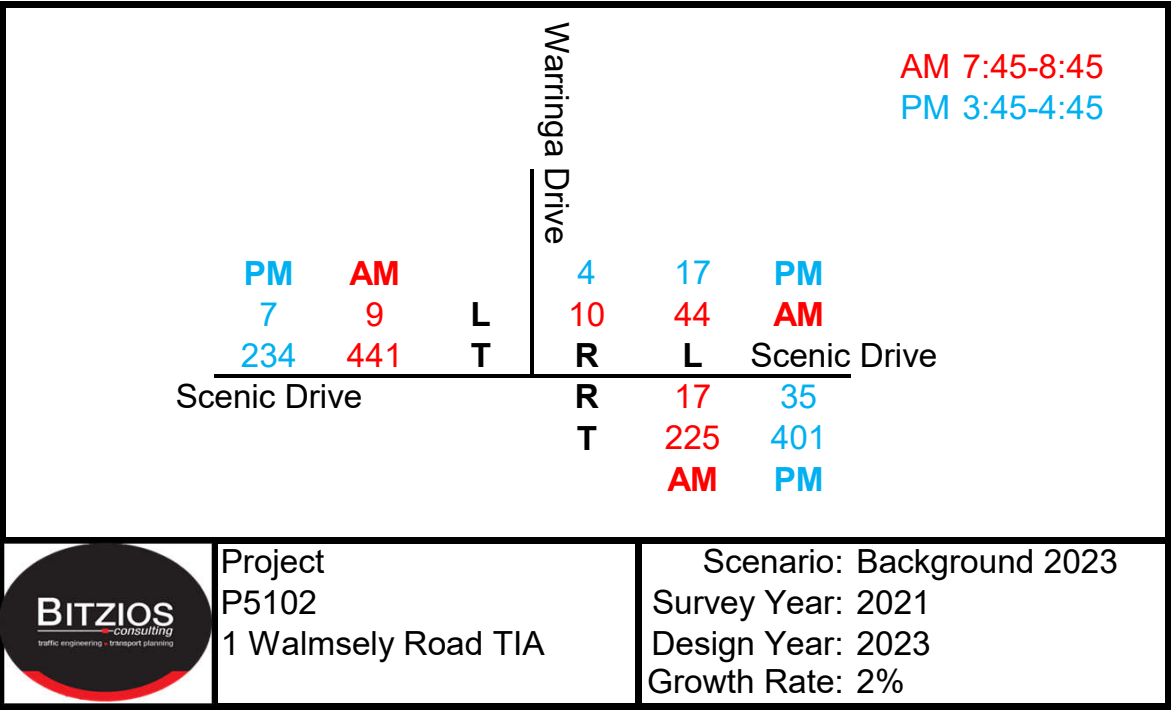 Warringa Drive
AM 7:45-8:45
PM 3:45-4:45
PM AM 4 17 PM
7 9 L 10 44 AM
234 441 T R L Scenic Drive
Scenic Drive R 17 35
T 225 401
AM PM
Project
P5102
1 Walmsely Road TIA
Scenario: Background 2023
Survey Year: 2021
Design Year: 2023
Growth Rate: 2%
BITZIOS
consulting
traffic engineering • transport planning